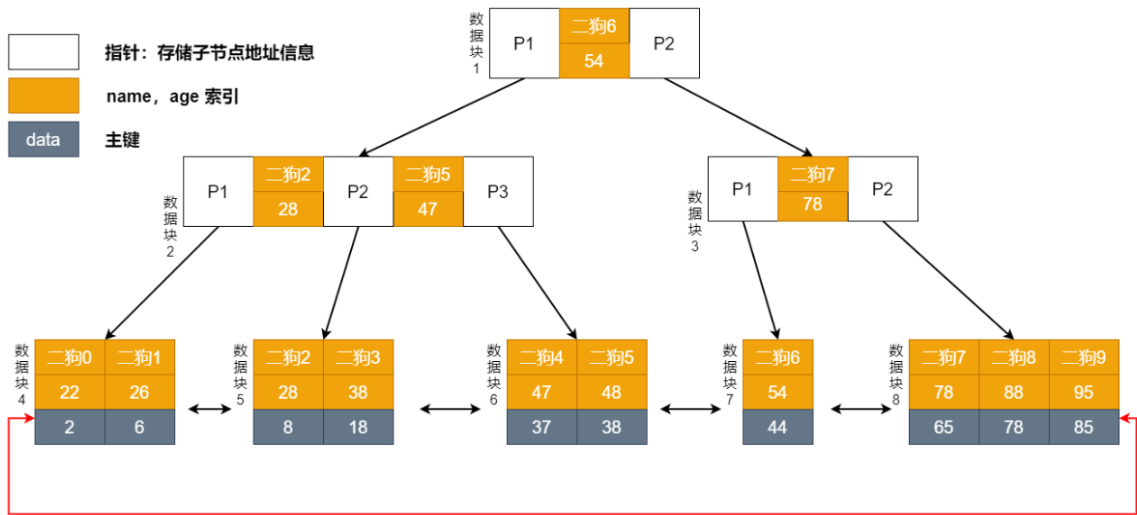 指针：存储子节点地址信息
name，age 索引
data 主键
数据块1
P1 二狗6 P2
54
数据块2
P1 二狗2 P2 二狗5 P3
28 47
数据块3
P1 二狗7 P2
78
数据块4
二狗0 二狗1
22 26
2 6
数据块5
二狗2 二狗3
28 38
8 18
数据块6
二狗4 二狗5
47 48
37 38
数据块7
二狗6
54
44
数据块8
二狗7 二狗8 二狗9
78 88 95
65 78 85